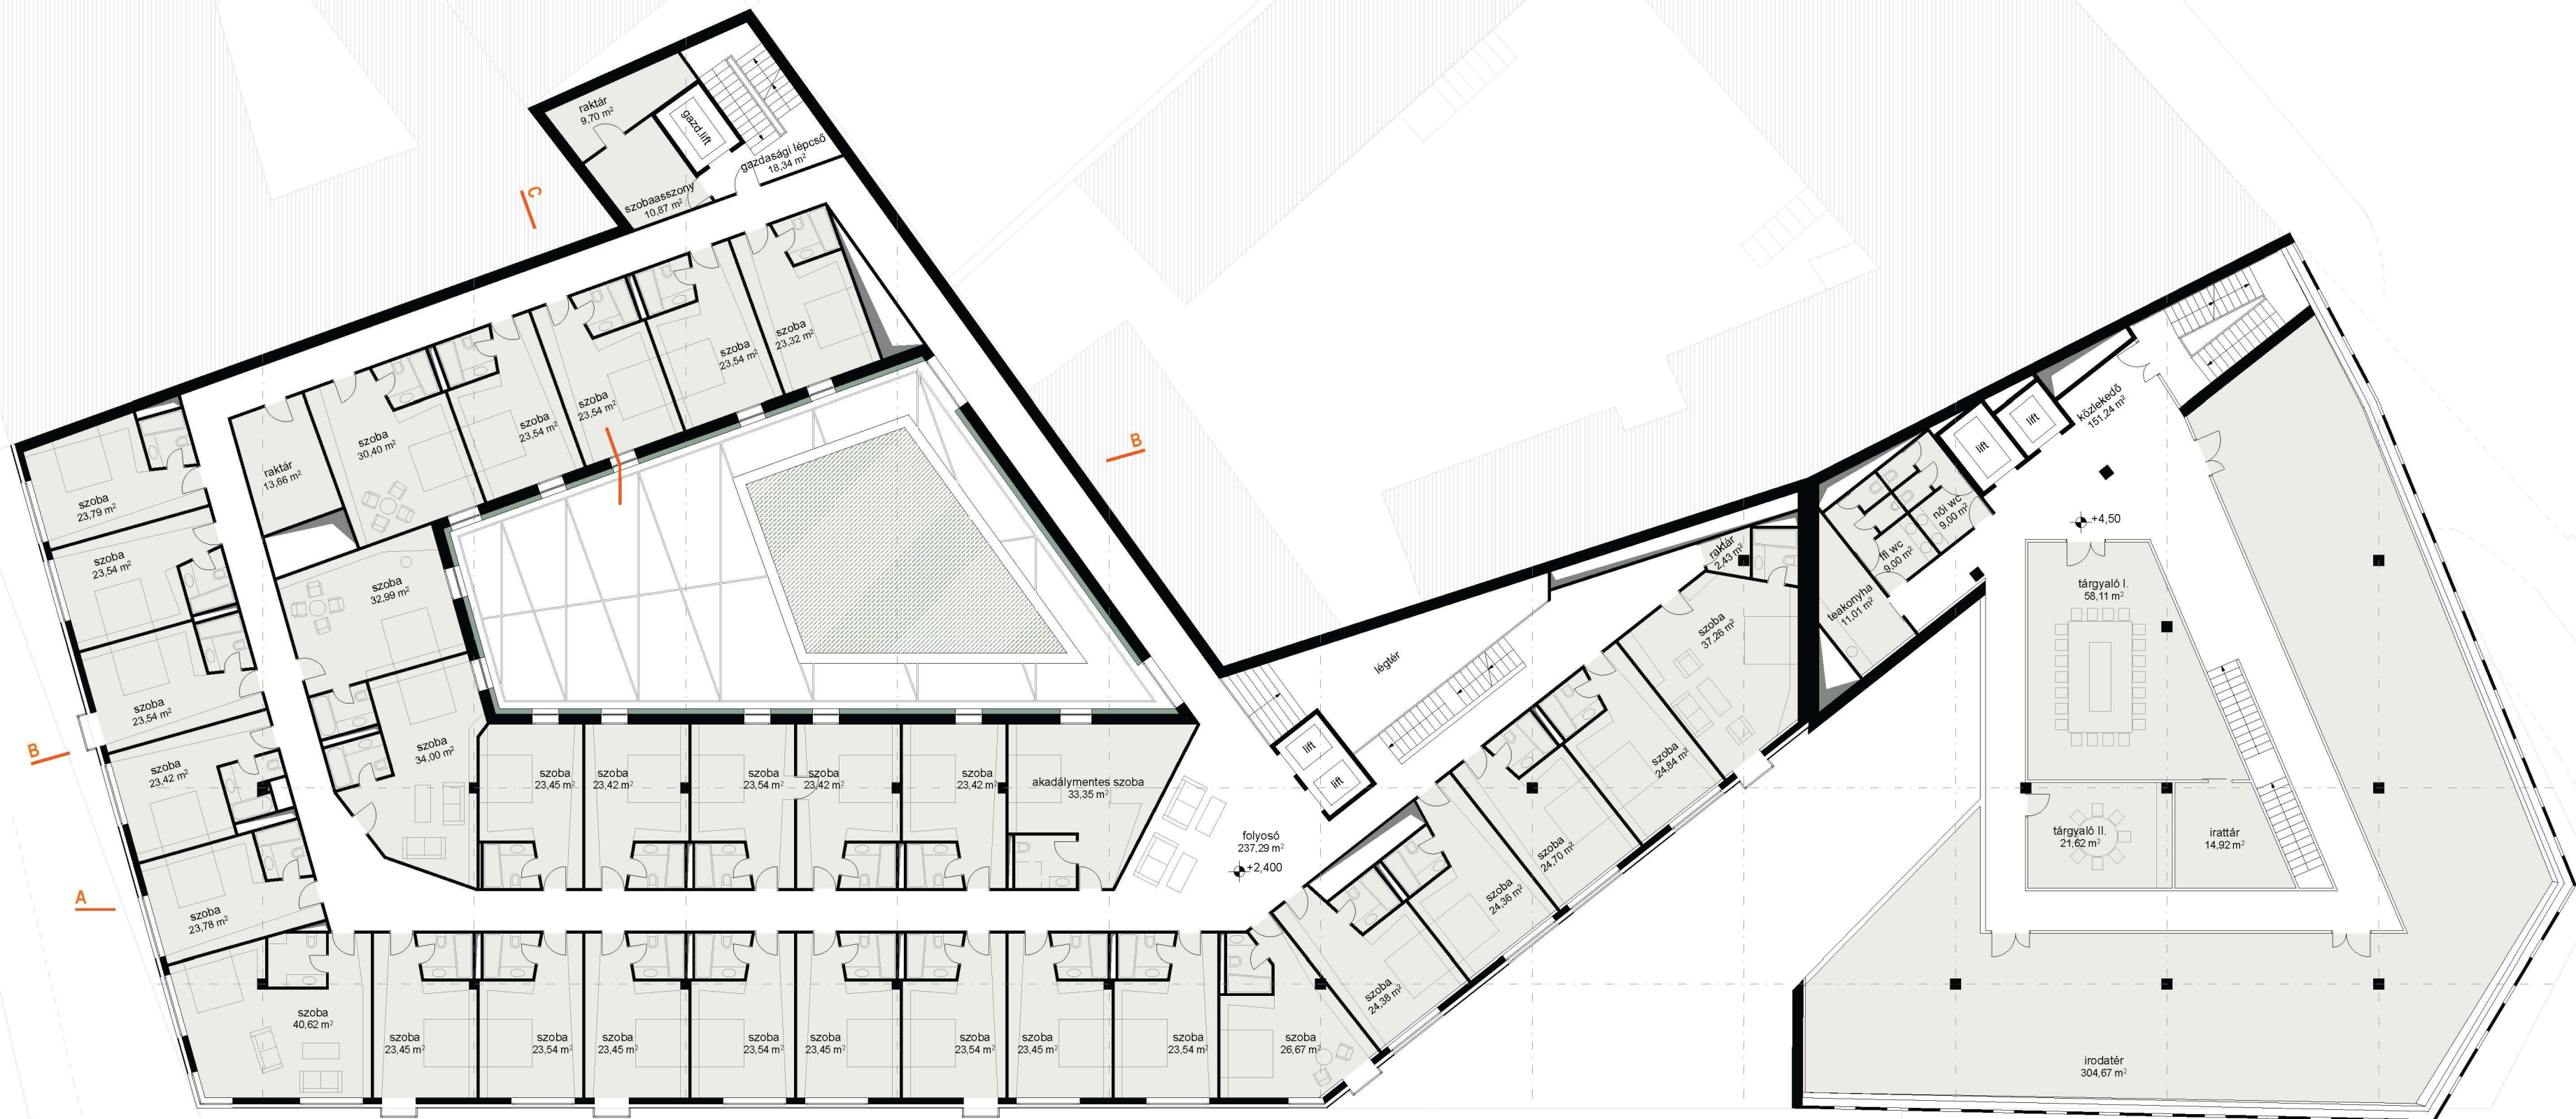 raktár
9,70 m²
gazd.lift
gazdasági lépcső
18,34 m²
szobaasszony
10,87 m²
C
szoba
23,32 m²
szoba
23,54 m²
szoba
23,54 m²
szoba
23,54 m²
szoba
30,40 m²
raktár
13,66 m²
szoba
23,79 m²
szoba
23,54 m²
szoba
23,54 m²
szoba
23,42 m²
szoba
23,78 m²
szoba
32,99 m²
szoba
34,00 m²
B
B
A
szoba
23,45 m²
szoba
23,42 m²
szoba
23,54 m²
szoba
23,42 m²
szoba
23,42 m²
akadálymentes szoba
33,35 m²
folyosó
237,29 m²
+2,400
lift
lift
légtér
szoba
40,62 m²
szoba
23,45 m²
szoba
23,54 m²
szoba
23,45 m²
szoba
23,54 m²
szoba
23,45 m²
szoba
23,54 m²
szoba
23,45 m²
szoba
23,54 m²
szoba
26,67 m²
szoba
24,38 m²
szoba
24,36 m²
szoba
24,70 m²
szoba
24,84 m²
szoba
37,26 m²
raktár
2,43 m²
teakonyha
11,01 m²
ffi wc
9,00 m²
női wc
9,00 m²
lift
lift
közlekedő
151,24 m²
+4,50
tárgyaló I.
58,11 m²
tárgyaló II.
21,62 m²
irattár
14,92 m²
irodatér
304,67 m²